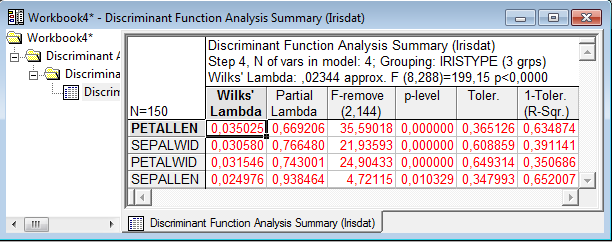 Workbook4* - Discriminant Function Analysis Summary (Irisdat)
Workbook4*
Discriminant A
Discrimina
Discrim
Discriminant Function Analysis Summary (Irisdat)
Step 4, N of vars in model: 4; Grouping: IRISTYPE (3 grps)
Wilks' Lambda: ,02344 approx. F (8,288)=199,15 p<0,0000
N=150 Wilks' Lambda Partial Lambda F-remove (2,144) p-level Toler. 1-Toler. (R-Sqr.)
PETALLEN 0,035025 0,669206 35,59018 0,000000 0,365126 0,634874
SEPALWID 0,030580 0,766480 21,93593 0,000000 0,608859 0,391141
PETALWID 0,031546 0,743001 24,90433 0,000000 0,649314 0,350686
SEPALLEN 0,024976 0,938464 4,72115 0,010329 0,347993 0,652007
Discriminant Function Analysis Summary (Irisdat)